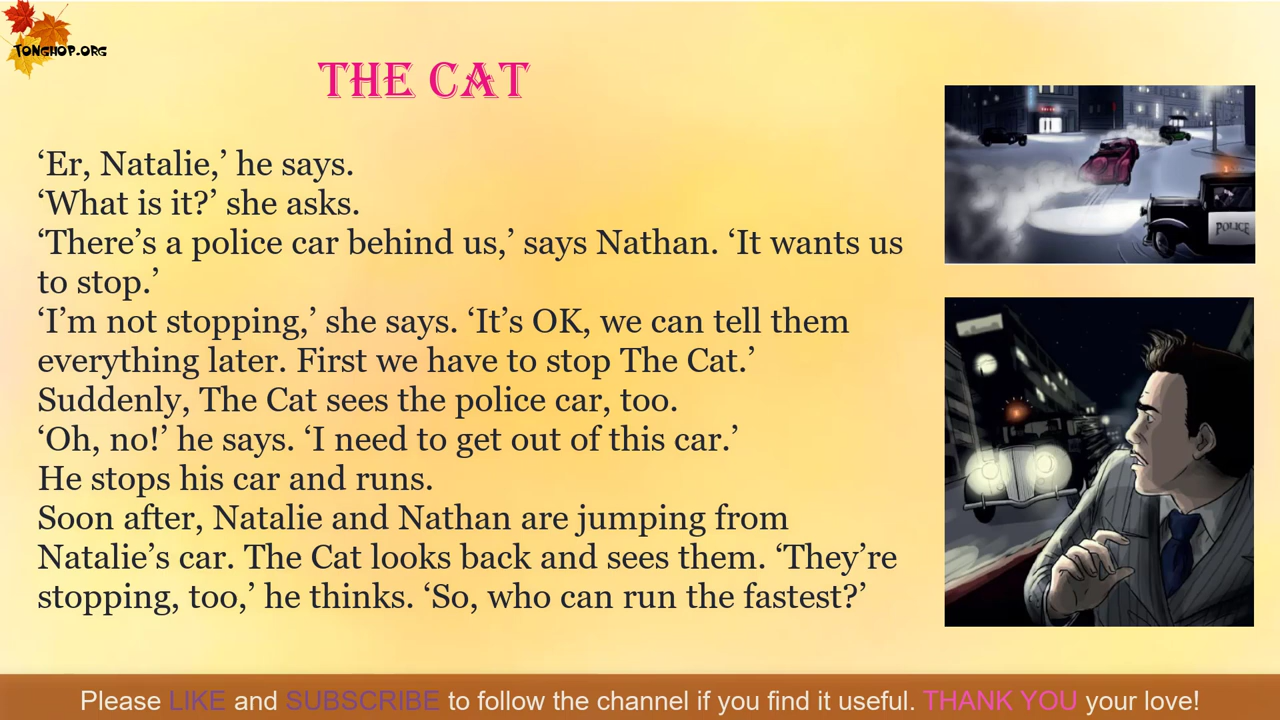 TONGHOP.ORG
THE CAT
‘Er, Natalie,’ he says.
‘What is it?’ she asks.
‘There’s a police car behind us,’ says Nathan. ‘It wants us
to stop.’
‘I’m not stopping,’ she says. ‘It’s OK, we can tell them
everything later. First we have to stop The Cat.’
Suddenly, The Cat sees the police car, too.
‘Oh, no!’ he says. ‘I need to get out of this car.’
He stops his car and runs.
Soon after, Natalie and Nathan are jumping from
Natalie’s car. The Cat looks back and sees them. ‘They’re
stopping, too,’ he thinks. ‘So, who can run the fastest?’
POLICE
Please LIKE and SUBSCRIBE to follow the channel if you find it useful. THANK YOU your love!